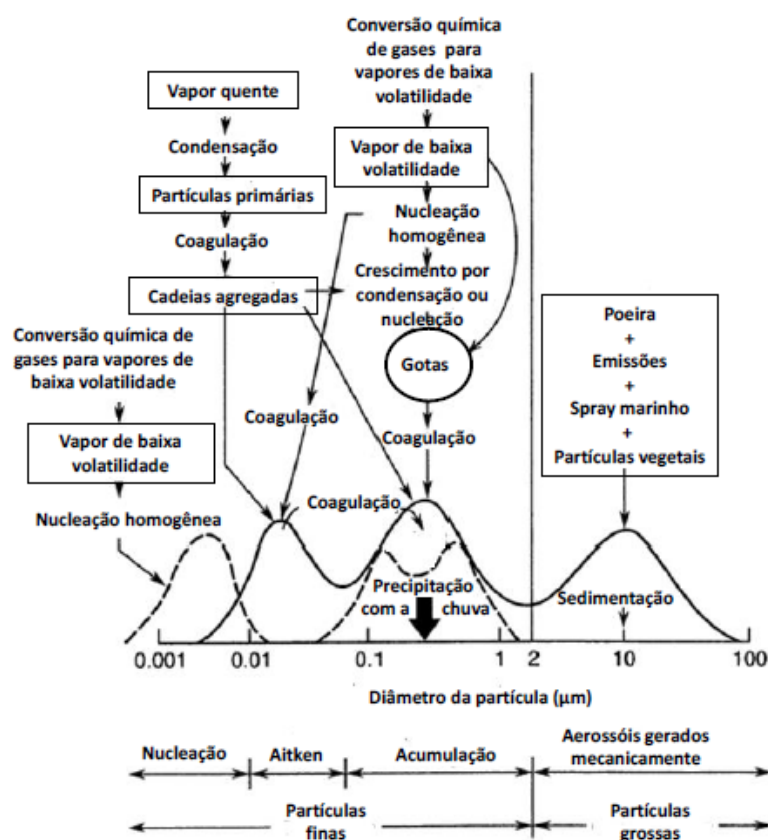 Conversão química
de gases para
vapores de baixa
volatilidade
Vapor quente
Condensação
Vapor de baixa
volatilidade
Partículas primárias
Nucleação
homogênea
Coagulação
Crescimento por
condensação ou
nucleação
Cadeias agregadas
Poeira
+
Emissões
+
Spray marinho
+
Partículas vegetais
Conversão química de
gases para vapores de
baixa volatilidade
Gotas
Coagulação
Coagulação
Vapor de baixa
volatilidade
Coagulação
Nucleação homogênea
Precipitação
com a chuva
Sedimentação
0.001 0.01 0.1 1 2 10 100
Diâmetro da partícula (μm)
Nucleação Aitken Acumulação
Aerossóis gerados
mecanicamente
Partículas
finas
Partículas
grossas